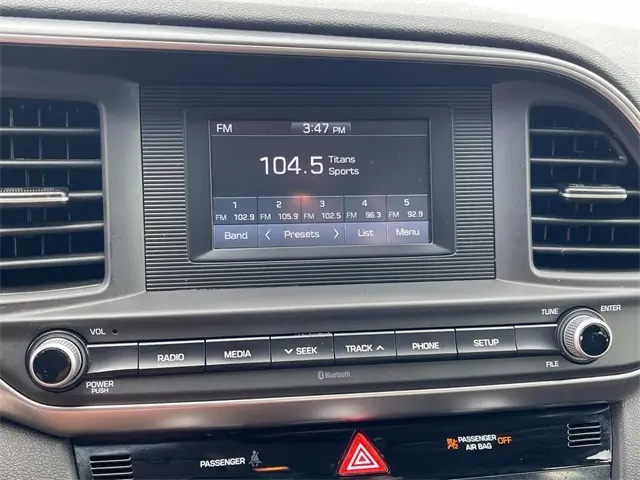 FM 3:47 PM
104.5 Titans
Sports
1 2 3 4 5
FM 102.9 FM 105.9 FM 102.5 FM 96.3 FM 92.9
Band < Presets > List Menu
VOL TUNE ENTER
RADIO MEDIA SEEK TRACK PHONE SETUP
POWER
PUSH
Bluetooth FILE
PASSENGER PASSENGER OFF
AIR BAG